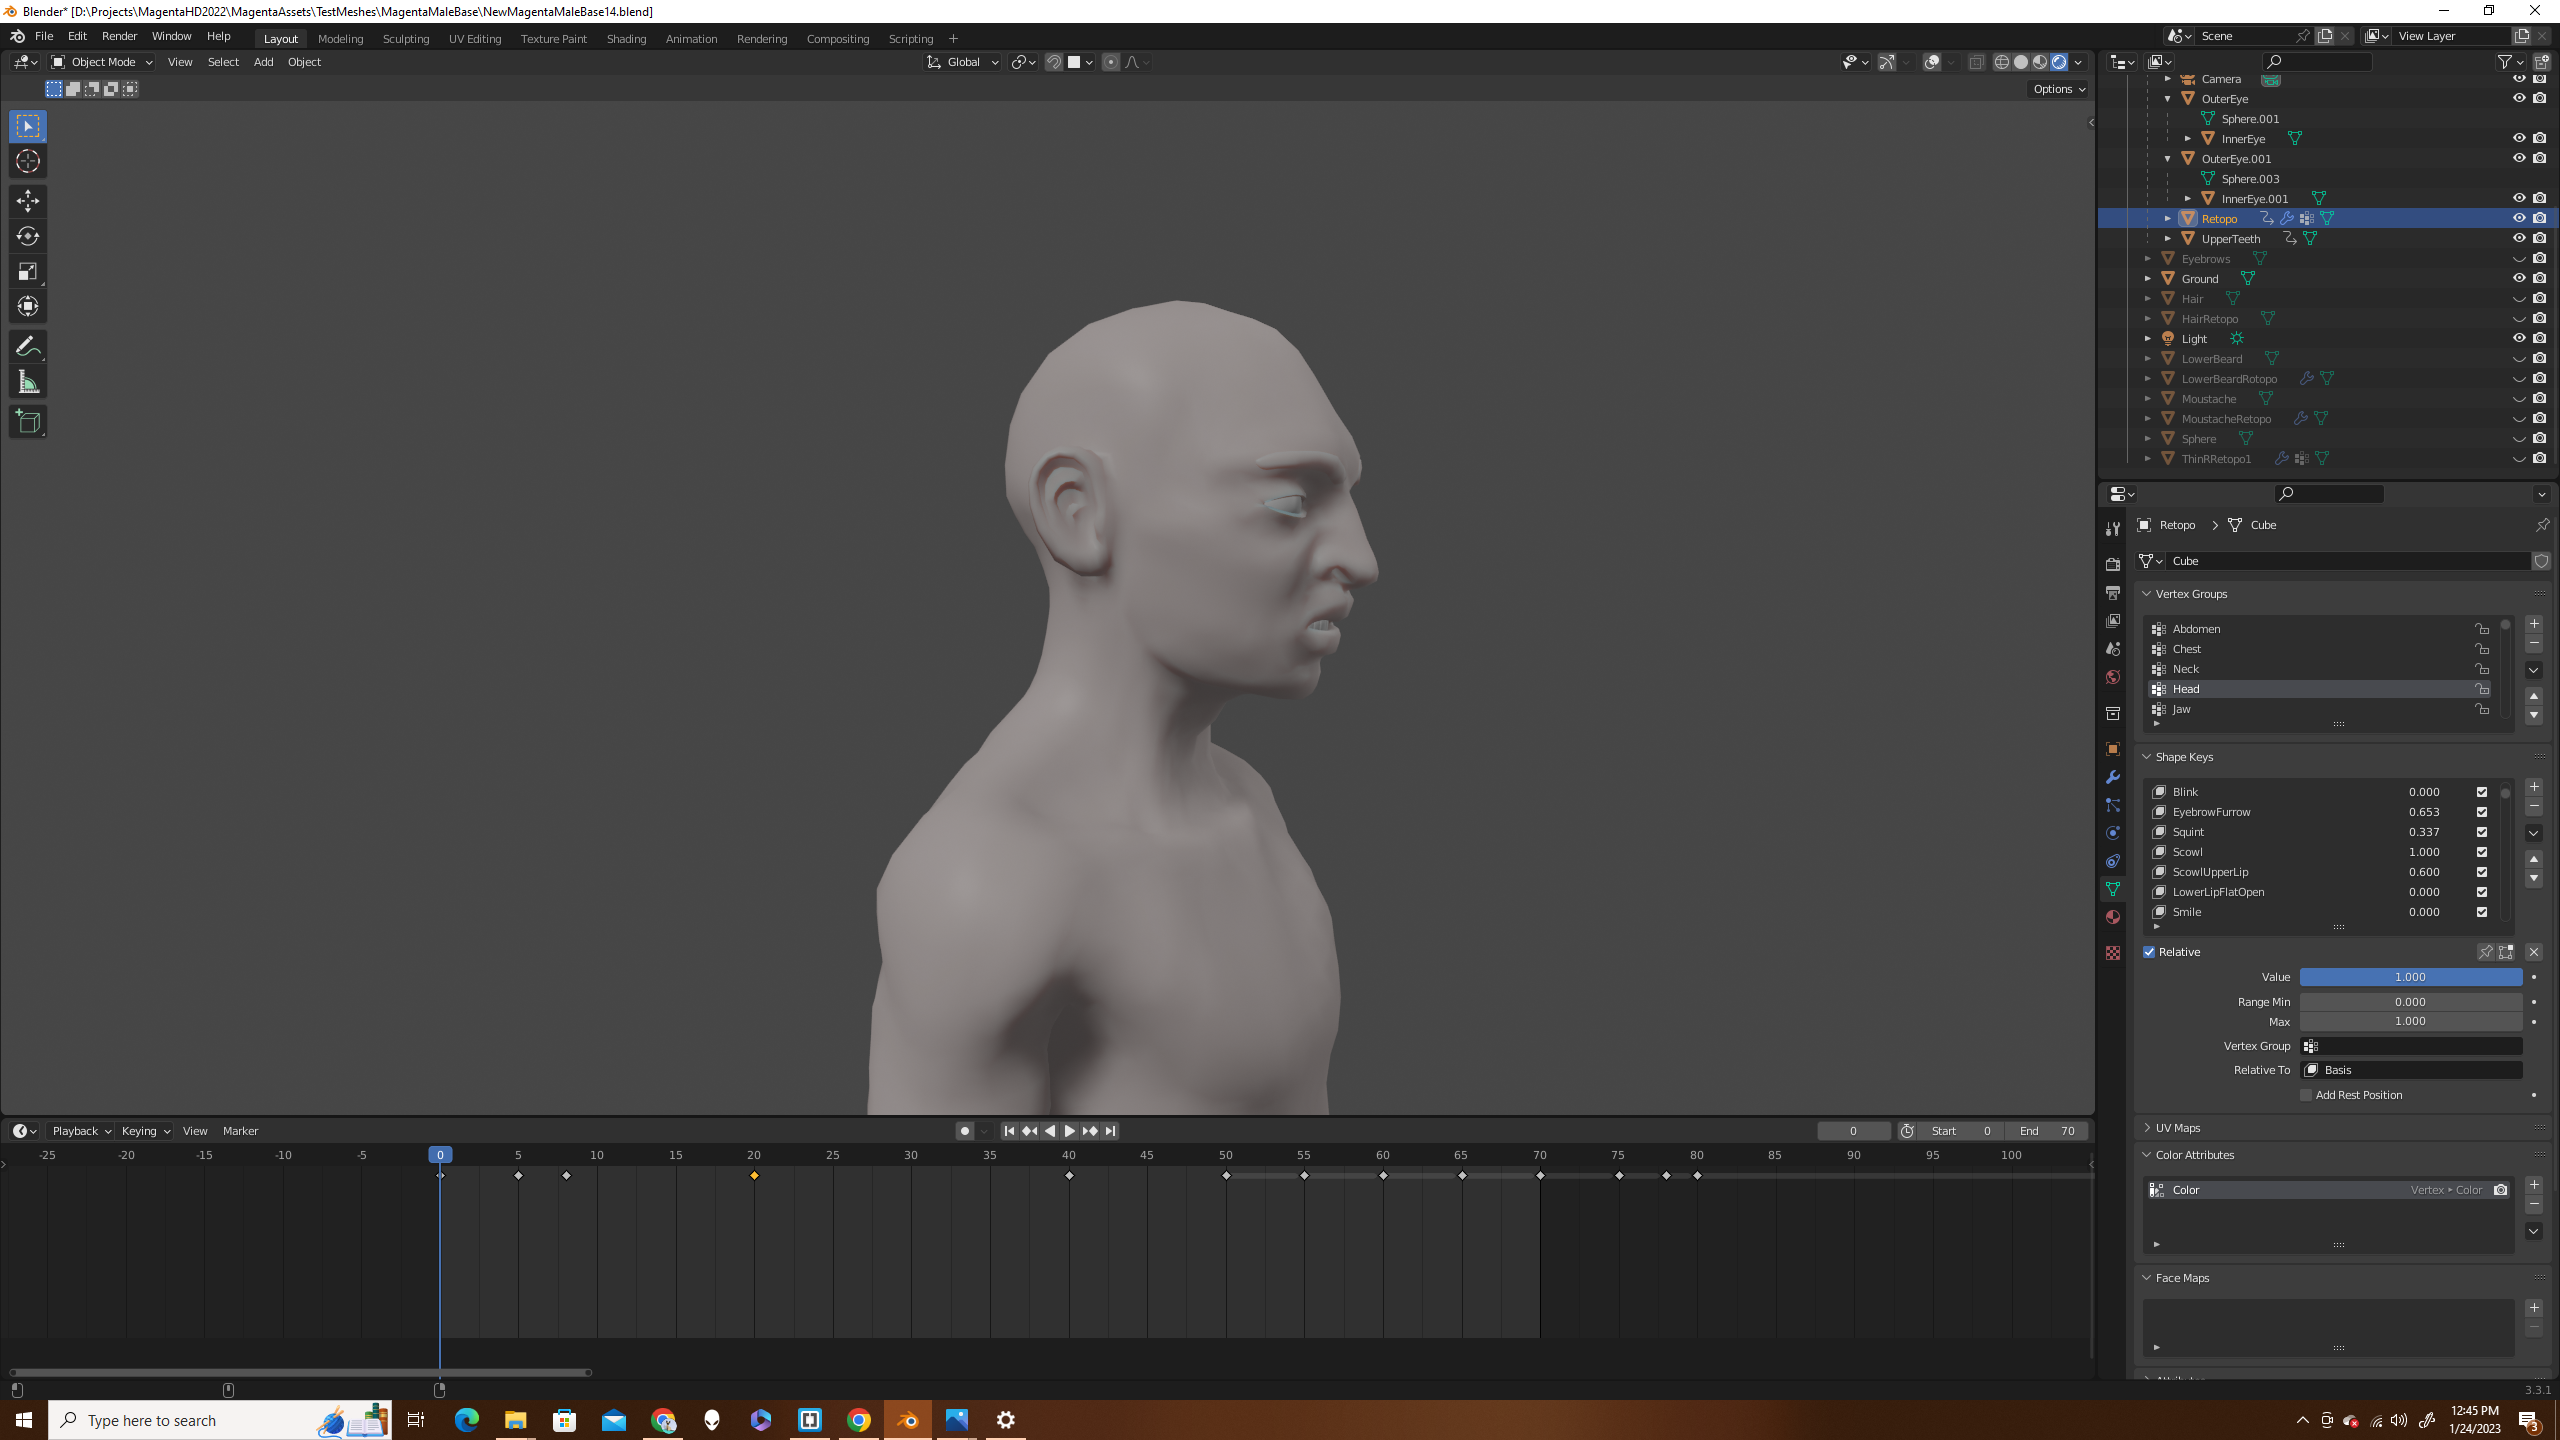 Blender* [D:\Projects\MagentaHD2022\MagentaAssets\TestMeshes\MagentaMaleBase\NewMagentaMaleBase14.blend]
File Edit Render Window Help Layout Modeling Sculpting UV Editing Texture Paint Shading Animation Rendering Compositing Scripting + Scene View Layer
Object Mode View Select Add Object Global
Options
Camera
OuterEye
Sphere.001
InnerEye
OuterEye.001
Sphere.003
InnerEye.001
Retopo
UpperTeeth
Eyebrows
Ground
Hair
HairRetopo
Light
LowerBeard
LowerBeardRotopo
Moustache
MoustacheRetopo
Sphere
ThinRRetopo1
Retopo > Cube
Cube
Vertex Groups
Abdomen
Chest
Neck
Head
Jaw
Shape Keys
Blink 0.000
EyebrowFurrow 0.653
Squint 0.337
Scowl 1.000
ScowlUpperLip 0.600
LowerLipFlatOpen 0.000
Smile 0.000
Relative
Value 1.000
Range Min 0.000
Max 1.000
Vertex Group
Relative To Basis
Add Rest Position
UV Maps
Color Attributes
Color Vertex ▸ Color
Face Maps
Playback Keying View Marker 0 Start 0 End 70
-25 -20 -15 -10 -5 0 5 10 15 20 25 30 35 40 45 50 55 60 65 70 75 80 85 90 95 100
3.3.1
Type here to search
12:45 PM
1/24/2023
3